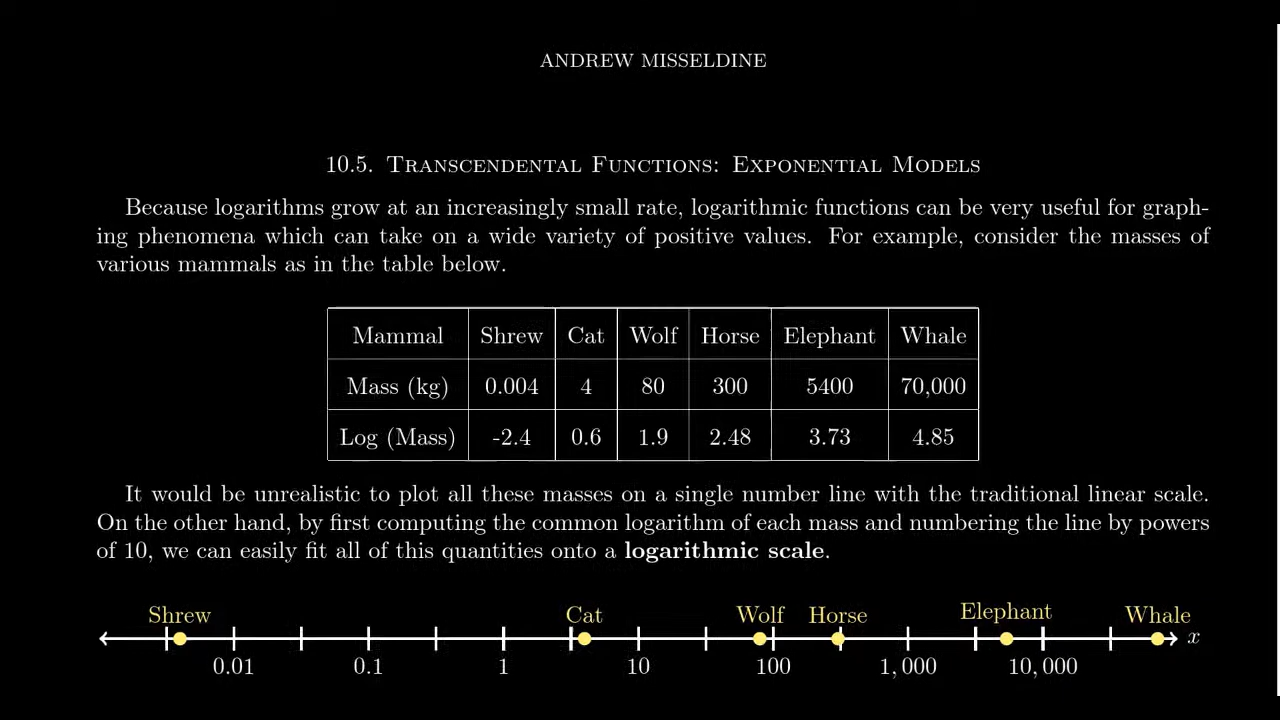 ANDREW MISSELDINE
10.5. Transcendental Functions: Exponential Models
Because logarithms grow at an increasingly small rate, logarithmic functions can be very useful for graph-
ing phenomena which can take on a wide variety of positive values. For example, consider the masses of
various mammals as in the table below.
Mammal Shrew Cat Wolf Horse Elephant Whale
Mass (kg) 0.004 4 80 300 5400 70,000
Log (Mass) -2.4 0.6 1.9 2.48 3.73 4.85
It would be unrealistic to plot all these masses on a single number line with the traditional linear scale.
On the other hand, by first computing the common logarithm of each mass and numbering the line by powers
of 10, we can easily fit all of this quantities onto a logarithmic scale.
Shrew Cat Wolf Horse Elephant Whale
x
0.01 0.1 1 10 100 1,000 10,000